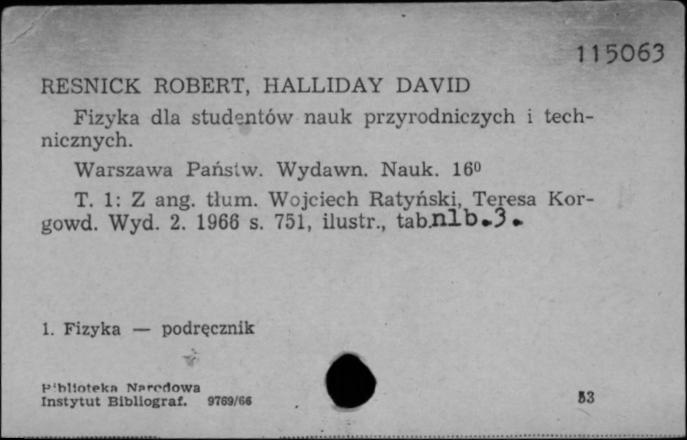 115063
RESNICK ROBERT, HALLIDAY DAVID
Fizyka dla studentów nauk przyrodniczych i tech-
nicznych.
Warszawa Państw. Wydawn. Nauk. 16⁰
T. 1: Z ang. tłum. Wojciech Ratyński, Teresa Kor-
gowd. Wyd. 2. 1966 s. 751, ilustr., tab.nlb.3.
1. Fizyka — podręcznik
Biblioteka Narodowa
Instytut Bibliograf. 9769/66
53